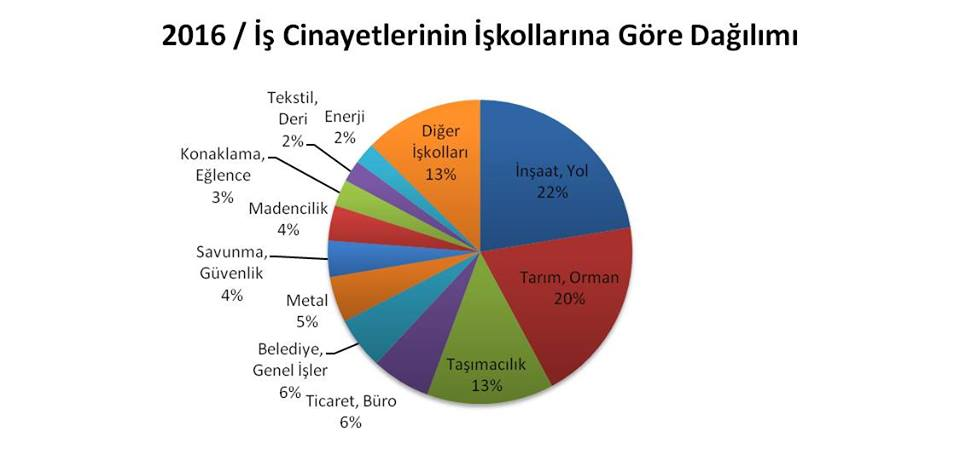 2016 / İş Cinayetlerinin İşkollarına Göre Dağılımı
İnşaat, Yol
22%
Tarım, Orman
20%
Taşımacılık
13%
Ticaret, Büro
6%
Belediye,
Genel İşler
6%
Metal
5%
Savunma,
Güvenlik
4%
Madencilik
4%
Konaklama,
Eğlence
3%
Tekstil,
Deri
2%
Enerji
2%
Diğer
İşkolları
13%